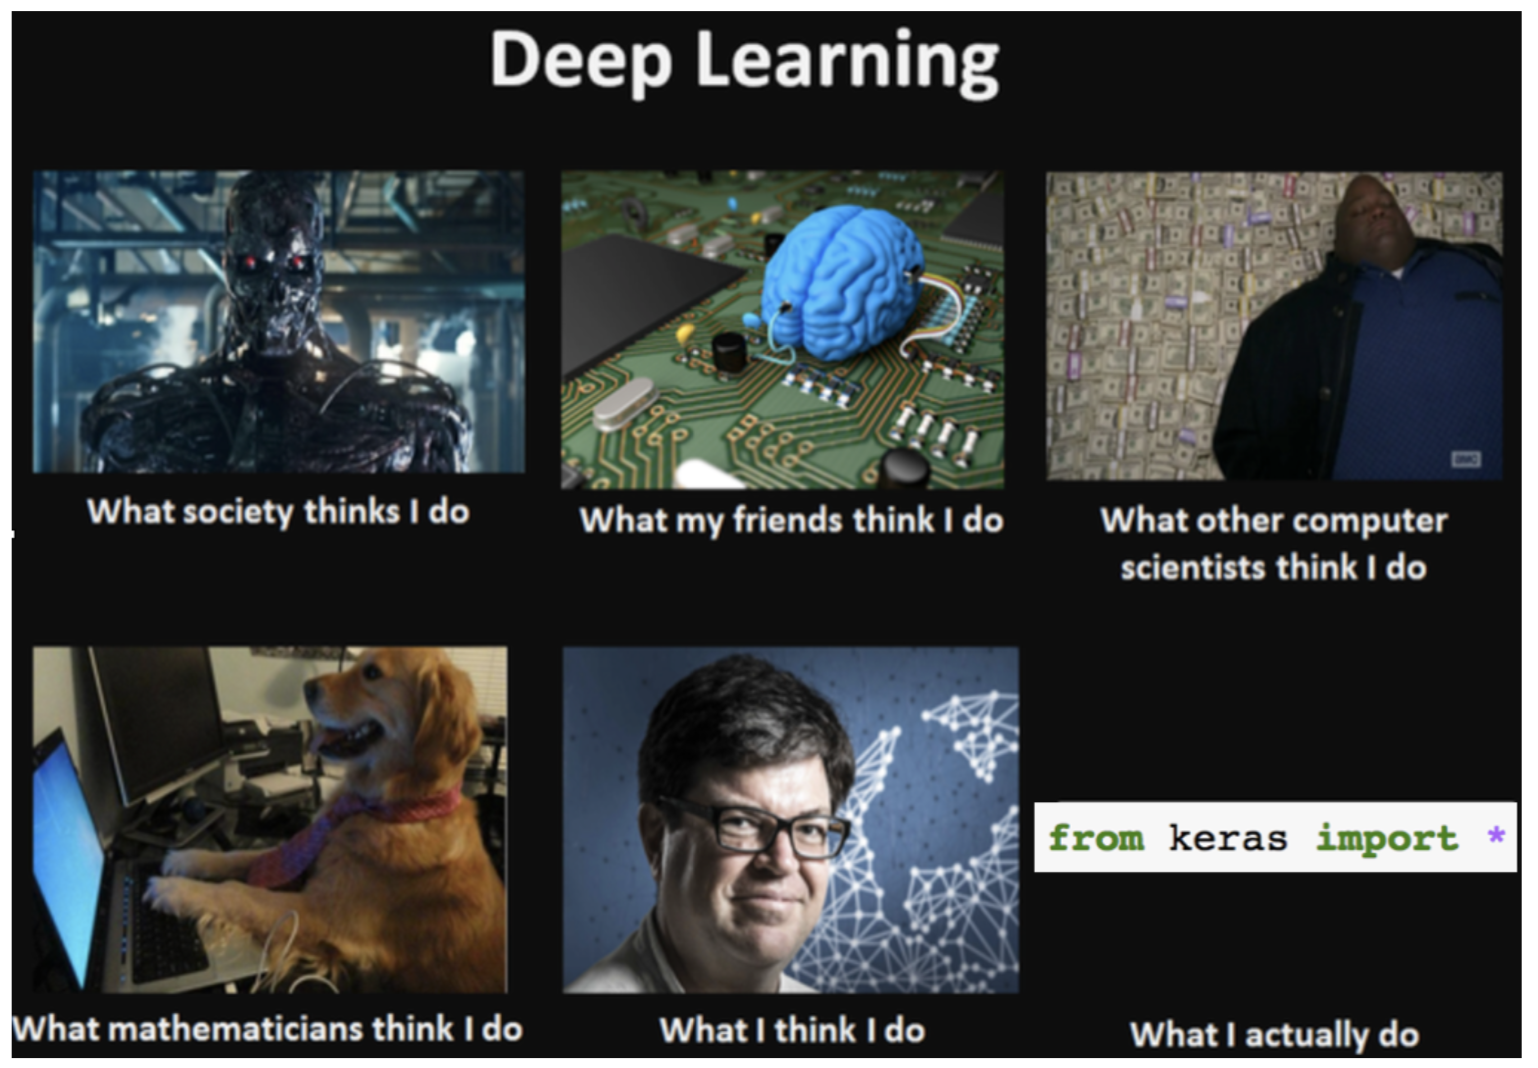 Deep Learning
What society thinks I do
What my friends think I do
What other computer
scientists think I do
amc
What mathematicians think I do
What I think I do
from keras import *
What I actually do